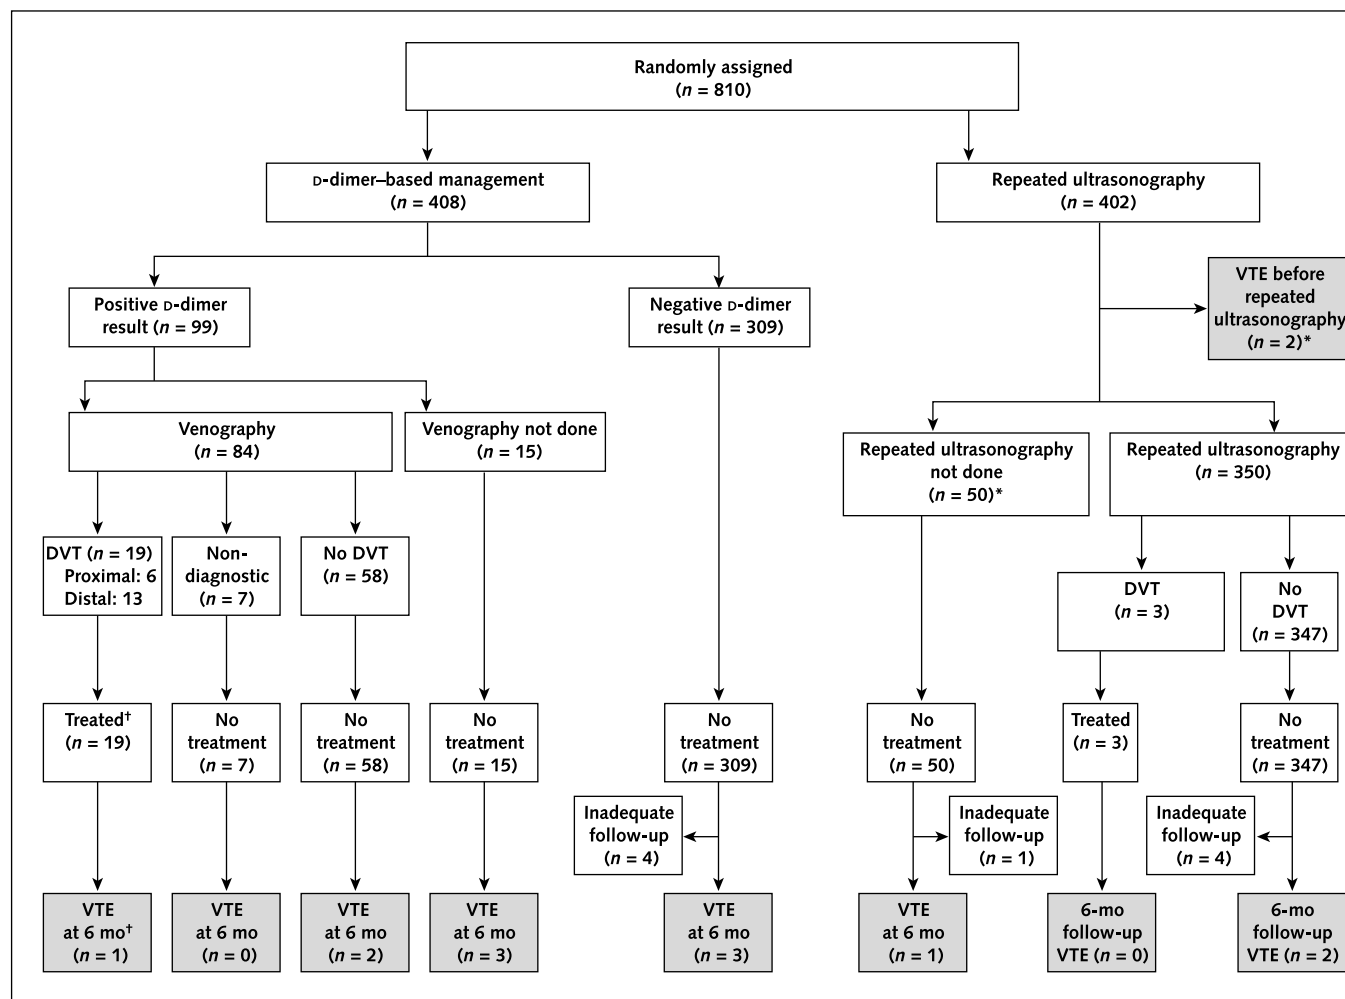 Randomly assigned
(n = 810)
D-dimer–based management
(n = 408)
Repeated ultrasonography
(n = 402)
VTE before
repeated
ultrasonography
(n = 2)*
Positive D-dimer
result (n = 99)
Negative D-dimer
result (n = 309)
Venography
(n = 84)
Venography not done
(n = 15)
Repeated ultrasonography
not done
(n = 50)*
Repeated ultrasonography
(n = 350)
DVT (n = 19)
Proximal: 6
Distal: 13
Non-
diagnostic
(n = 7)
No DVT
(n = 58)
DVT
(n = 3)
No
DVT
(n = 347)
Treated†
(n = 19)
No
treatment
(n = 7)
No
treatment
(n = 58)
No
treatment
(n = 15)
No
treatment
(n = 309)
No
treatment
(n = 50)
Treated
(n = 3)
No
treatment
(n = 347)
Inadequate
follow-up
(n = 4)
Inadequate
follow-up
(n = 1)
Inadequate
follow-up
(n = 4)
VTE
at 6 mo†
(n = 1)
VTE
at 6 mo
(n = 0)
VTE
at 6 mo
(n = 2)
VTE
at 6 mo
(n = 3)
VTE
at 6 mo
(n = 3)
VTE
at 6 mo
(n = 1)
6-mo
follow-up
VTE (n = 0)
6-mo
follow-up
VTE (n = 2)